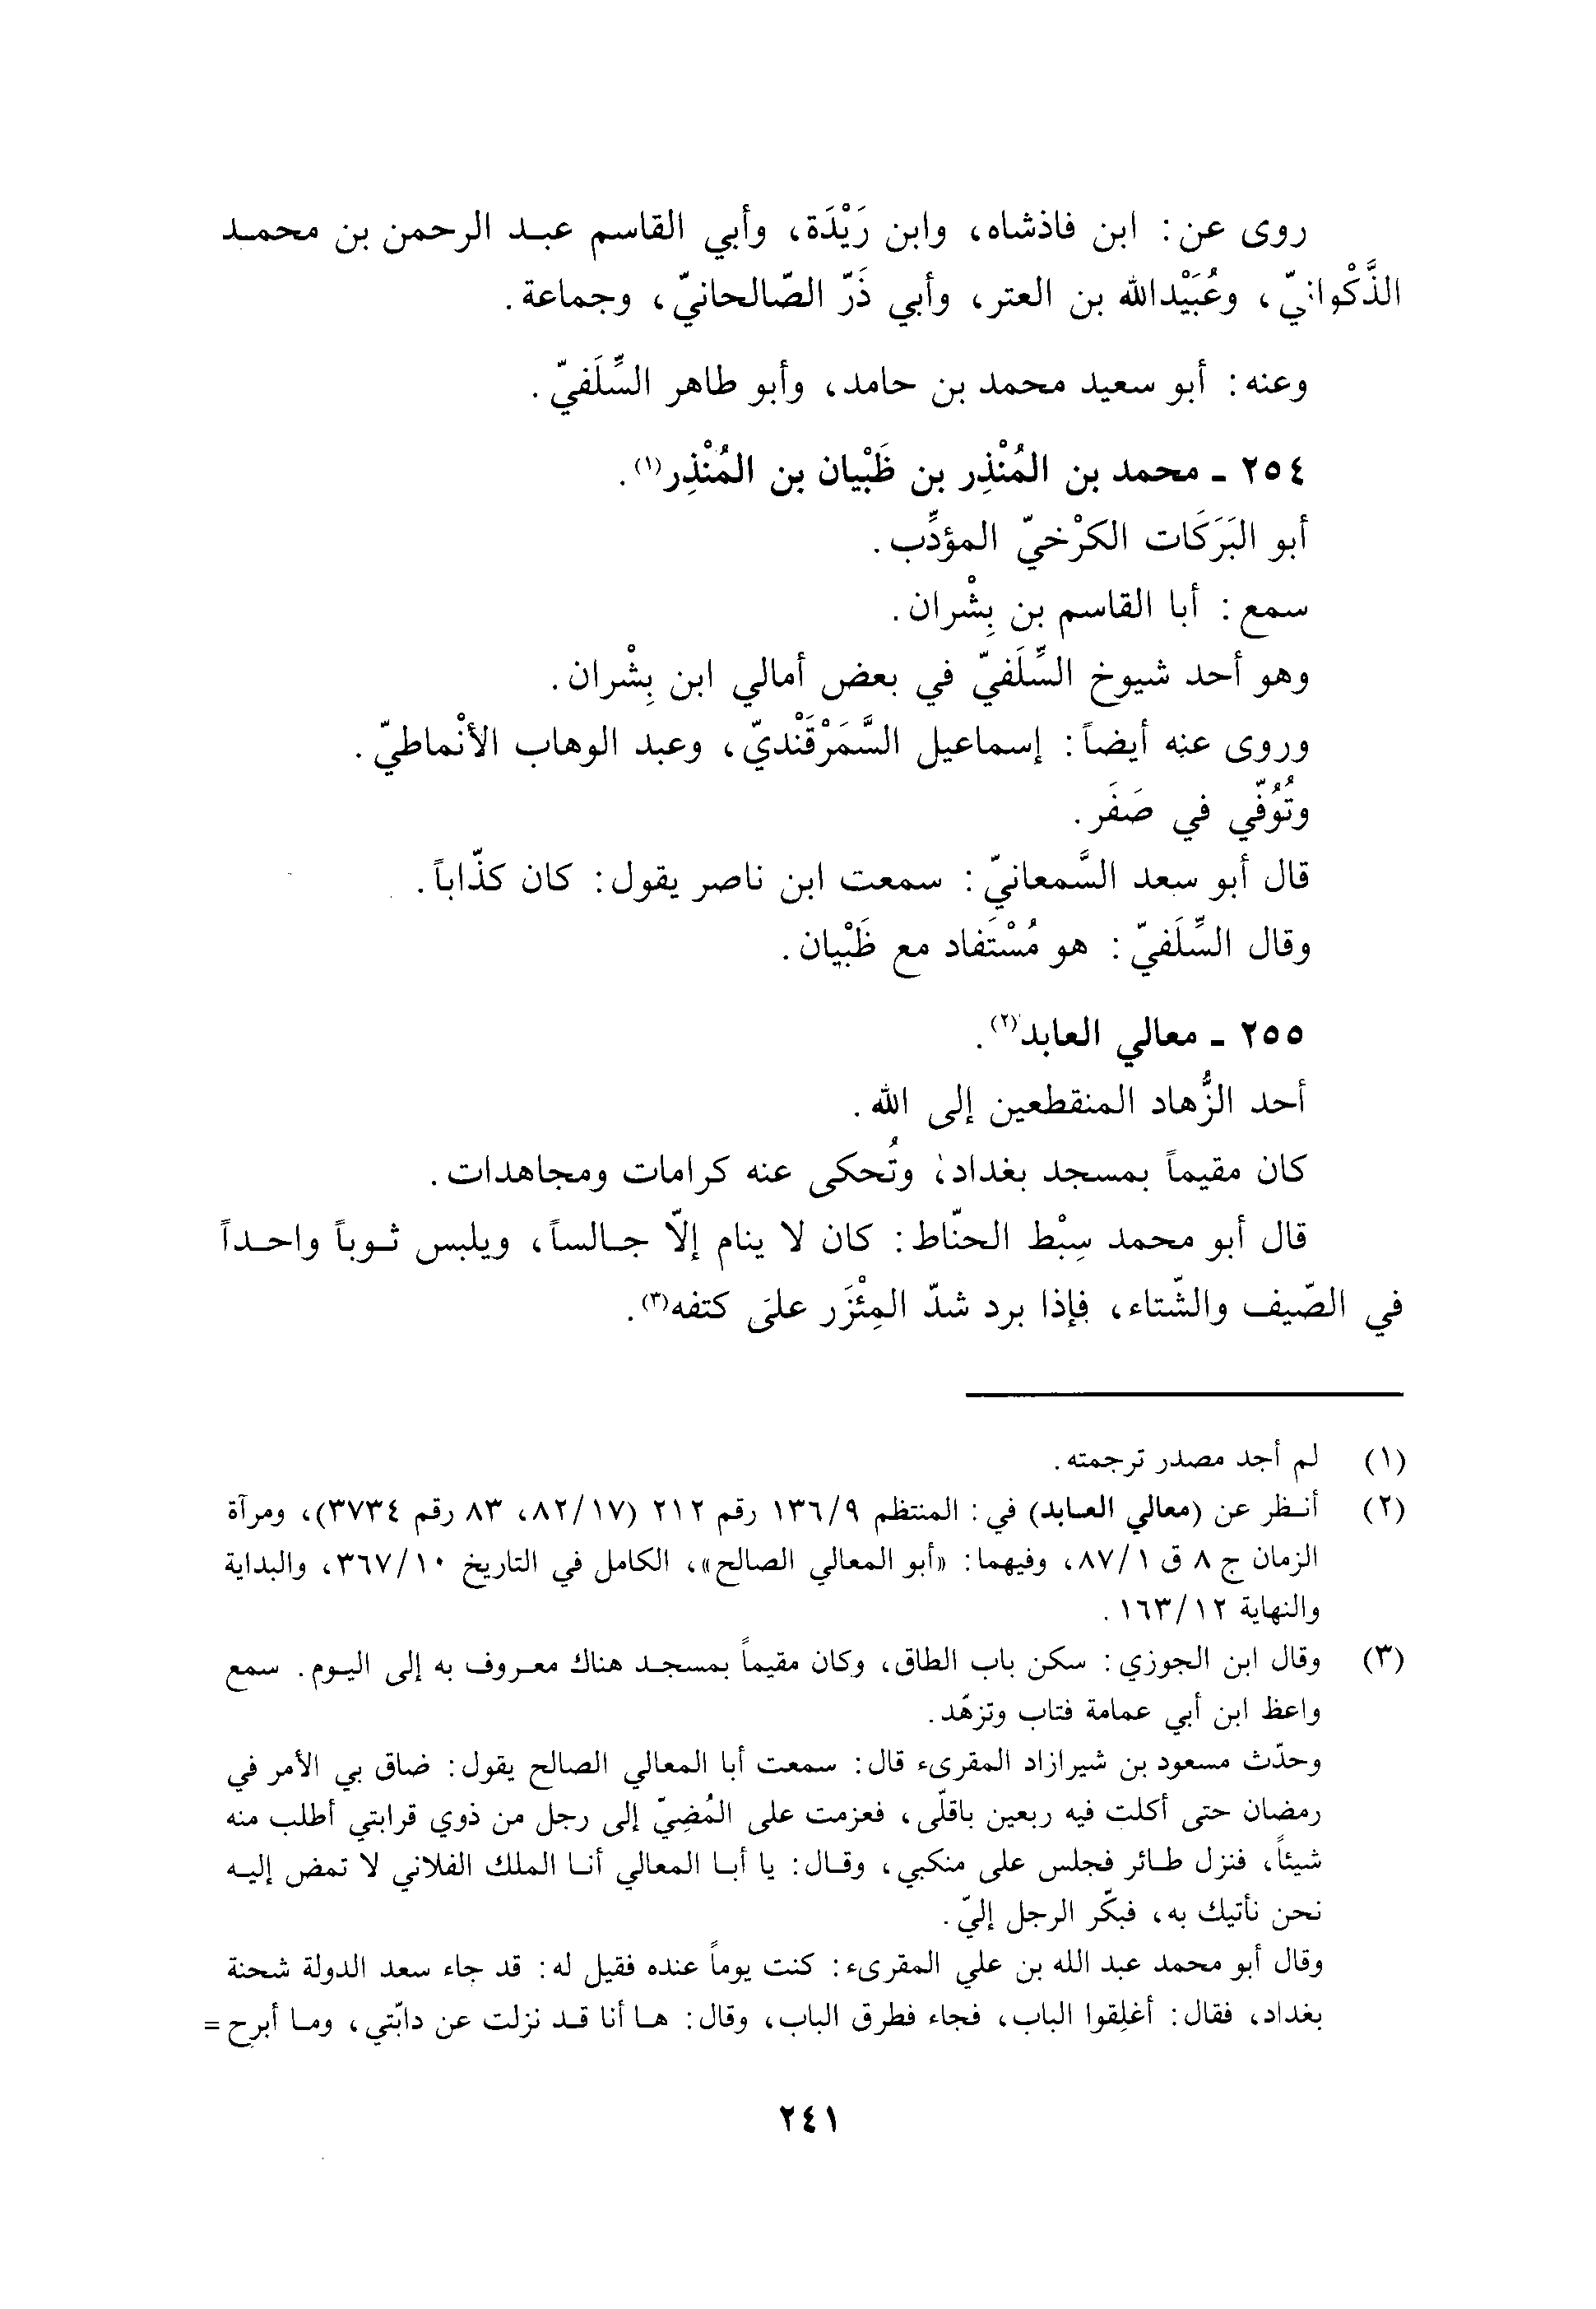 روى عن: ابن فاذشاه، وابن رَيْدَة، وأبي القاسم عبد الرحمن بن محمد
الذَّكْوانيّ، وعُبَيْدالله بن العتر، وأبي ذَرّ الصّالحانيّ، وجماعة.
وعنه: أبو سعيد محمد بن حامد، وأبو طاهر السِّلَفيّ.
٢٥٤ ـ محمد بن المُنْذِر بن ظَبْيان بن المُنْذِر(١).
أبو البَرَكَات الكرْخيّ المؤدِّب.
سمع: أبا القاسم بن بِشْران.
وهو أحد شيوخ السِّلَفيّ في بعض أمالي ابن بِشْران.
وروى عنه أيضاً: إسماعيل السَّمَرْقَنْديّ، وعبد الوهاب الأنْماطيّ.
وتُوُفّي في صَفَر.
قال أبو سعد السَّمعانيّ: سمعت ابن ناصر يقول: كان كذّاباً.
وقال السِّلَفيّ: هو مُسْتَفاد مع ظَبْيان.
٢٥٥ ـ معالي العابد(٢).
أحد الزُّهاد المنقطعين إلى الله.
كان مقيماً بمسجد بغداد، وتُحكى عنه كرامات ومجاهدات.
قال أبو محمد سِبْط الحنّاط: كان لا ينام إلّا جالساً، ويلبس ثوباً واحداً
في الصّيف والشّتاء، فإذا برد شدّ المِئْزَر علىَ كتفه(٣).
(١) لم أجد مصدر ترجمته.
(٢) أنظر عن (معالي العابد) في: المنتظم ١٣٦/٩ رقم ٢١٢ (٨٢/١٧، ٨٣ رقم ٣٧٣٤)، ومرآة
الزمان ج ٨ ق ٨٧/١، وفيهما: «أبو المعالي الصالح»، الكامل في التاريخ ٣٦٧/١٠، والبداية
والنهاية ١٦٣/١٢.
(٣) وقال ابن الجوزي: سكن باب الطاق، وكان مقيماً بمسجد هناك معروف به إلى اليوم. سمع
واعظ ابن أبي عمامة فتاب وتزهّد.
وحدّث مسعود بن شيرازاد المقرىء قال: سمعت أبا المعالي الصالح يقول: ضاق بي الأمر في
رمضان حتى أكلت فيه ربعين باقلّى، فعزمت على المُضِيّ إلى رجل من ذوي قرابتي أطلب منه
شيئاً، فنزل طائر فجلس على منكبي، وقال: يا أبا المعالي أنا الملك الفلاني لا تمض إليه
نحن نأتيك به، فبكّر الرجل إليّ.
وقال أبو محمد عبد الله بن علي المقرىء: كنت يوماً عنده فقيل له: قد جاء سعد الدولة شحنة
بغداد، فقال: أغلِقوا الباب، فجاء فطرق الباب، وقال: ها أنا قد نزلت عن دابّتي، وما أبرح =
٢٤١